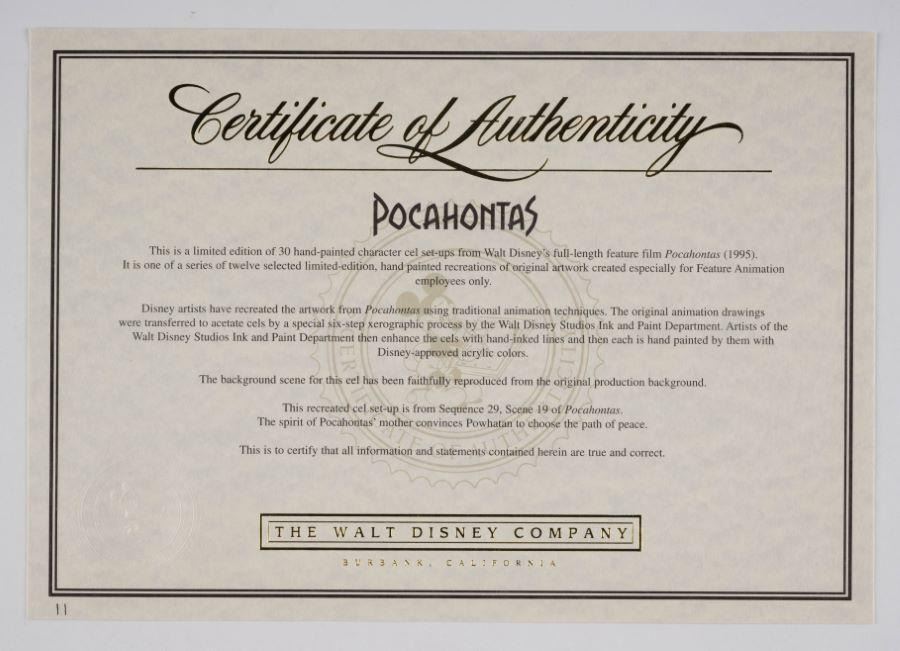 Certificate of Authenticity
POCAHONTAS
This is a limited edition of 30 hand-painted character cel set-ups from Walt Disney's full-length feature film Pocahontas (1995).
It is one of a series of twelve selected limited-edition, hand painted recreations of original artwork created especially for Feature Animation
employees only.
Disney artists have recreated the artwork from Pocahontas using traditional animation techniques. The original animation drawings
were transferred to acetate cels by a special six-step xerographic process by the Walt Disney Studios Ink and Paint Department. Artists of the
Walt Disney Studios Ink and Paint Department then enhance the cels with hand-inked lines and then each is hand painted by them with
Disney-approved acrylic colors.
The background scene for this cel has been faithfully reproduced from the original production background.
This recreated cel set-up is from Sequence 29, Scene 19 of Pocahontas.
The spirit of Pocahontas' mother convinces Powhatan to choose the path of peace.
This is to certify that all information and statements contained herein are true and correct.
THE WALT DISNEY COMPANY
BURBANK, CALIFORNIA
11